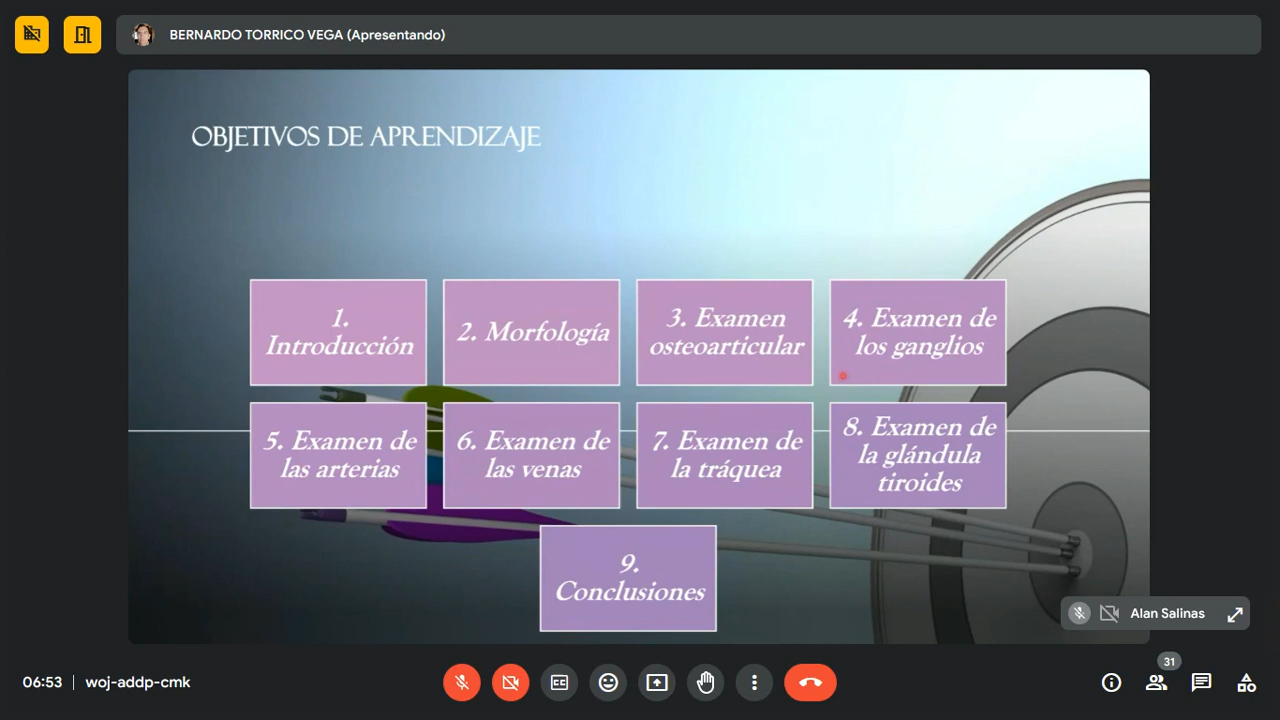 BERNARDO TORRICO VEGA (Apresentando)
OBJETIVOS DE APRENDIZAJE
1.
Introducción
2. Morfología
3. Examen
osteoarticular
4. Examen de
los ganglios
5. Examen de
las arterias
6. Examen de
las venas
7. Examen de
la tráquea
8. Examen de
la glándula
tiroides
9.
Conclusiones
Alan Salinas
31
06:53 | woj-addp-cmk